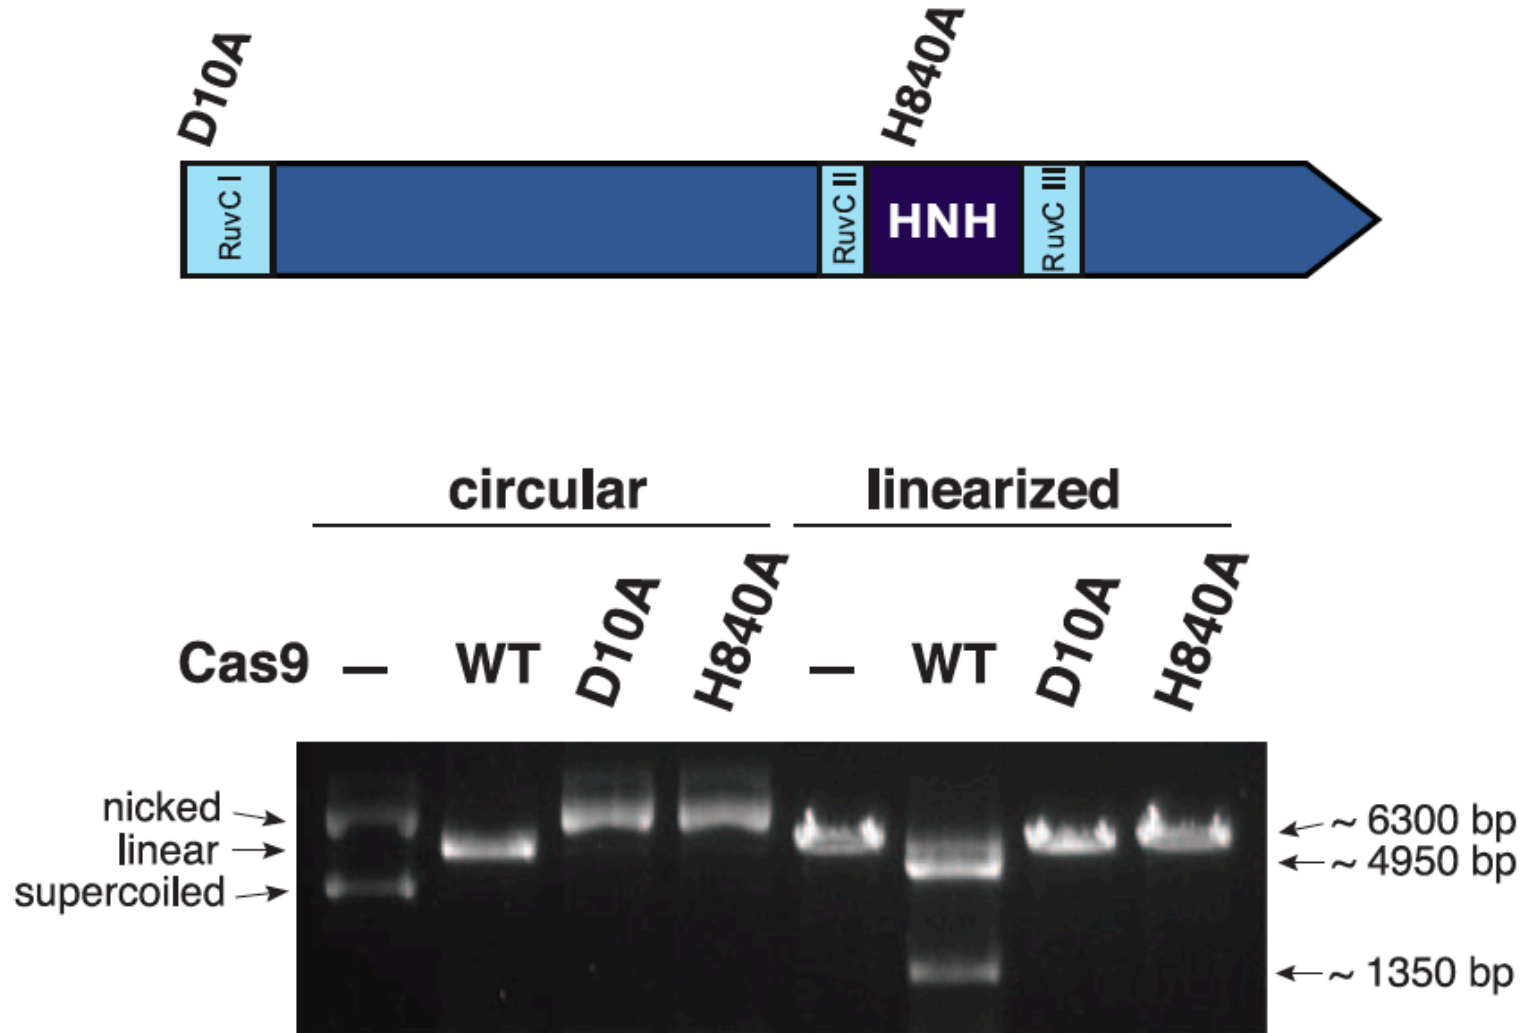 D10A H840A
RuvC I RuvC II HNH RuvC III
circular linearized
Cas9 — WT D10A H840A — WT D10A H840A
nicked
linear
supercoiled
~ 6300 bp
~ 4950 bp
~ 1350 bp